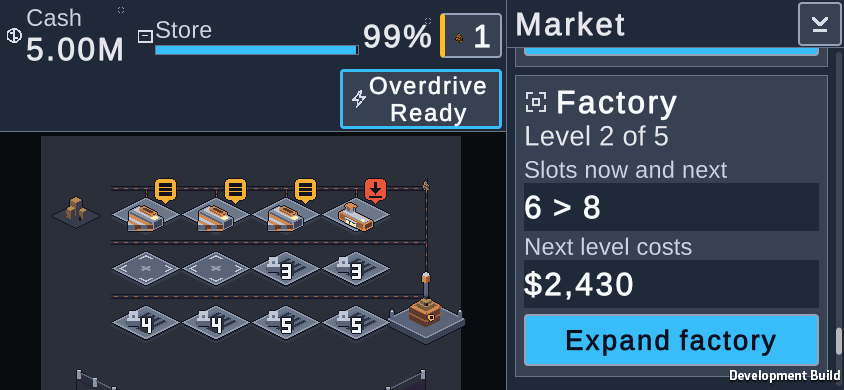 Cash
5.00M
Store
99%
1
Overdrive
Ready
3 3
4 4 5 5
Market
Factory
Level 2 of 5
Slots now and next
6 > 8
Next level costs
$2,430
Expand factory
Development Build